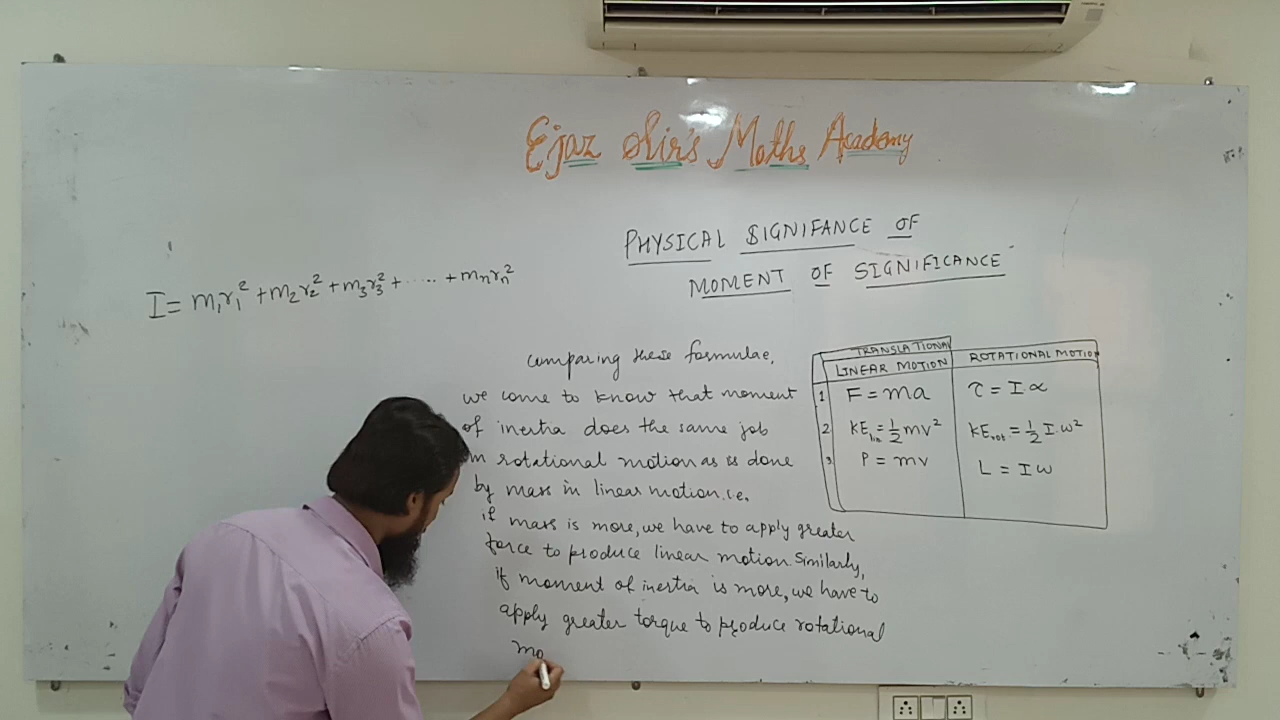 Ejaz Sir's Maths Academy
PHYSICAL SIGNIFANCE OF
MOMENT OF SIGNIFICANCE
I = m₁r₁² + m₂r₂² + m₃r₃² + ...... + mₙrₙ²
comparing these formulae,
we come to know that moment
of inertia does the same job
in rotational motion as is done
by mass in linear motion. i.e.
if mass is more, we have to apply greater
force to produce linear motion. Similarly,
if moment of inertia is more, we have to
apply greater torque to produce rotational
mo
TRANSLATIONAL
LINEAR MOTION ROTATIONAL MOTION
1 F = ma τ = I α
2 KE_lin = ½ mv² KE_rot. = ½ I. ω²
3 P = mv L = I ω